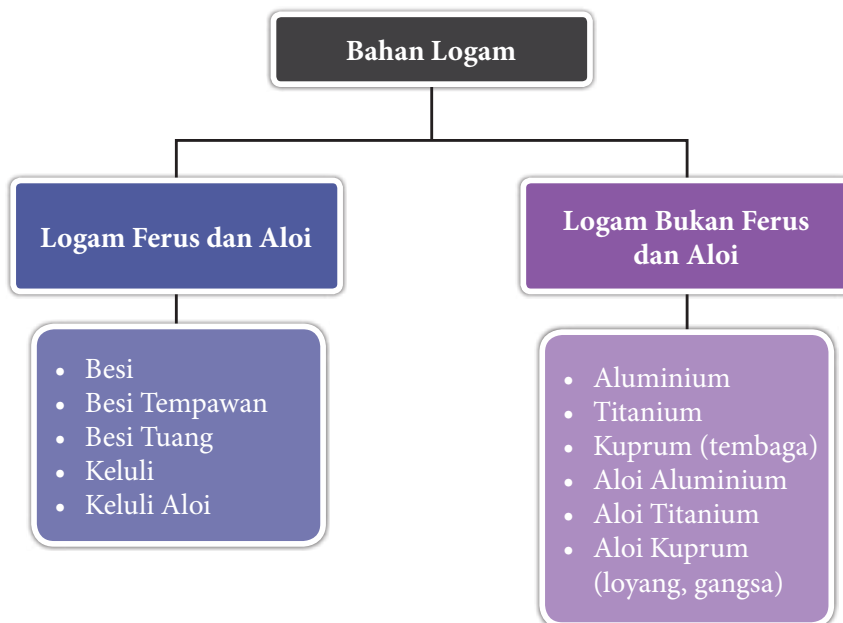 Bahan Logam
Logam Ferus dan Aloi
• Besi
• Besi Tempawan
• Besi Tuang
• Keluli
• Keluli Aloi
Logam Bukan Ferus
dan Aloi
• Aluminium
• Titanium
• Kuprum (tembaga)
• Aloi Aluminium
• Aloi Titanium
• Aloi Kuprum
(loyang, gangsa)